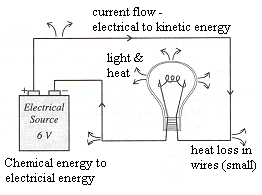 current flow -
electrical to kinetic energy
light &
heat
Electrical
Source
6 V
Chemical energy to
electricial energy
heat loss in
wires (small)